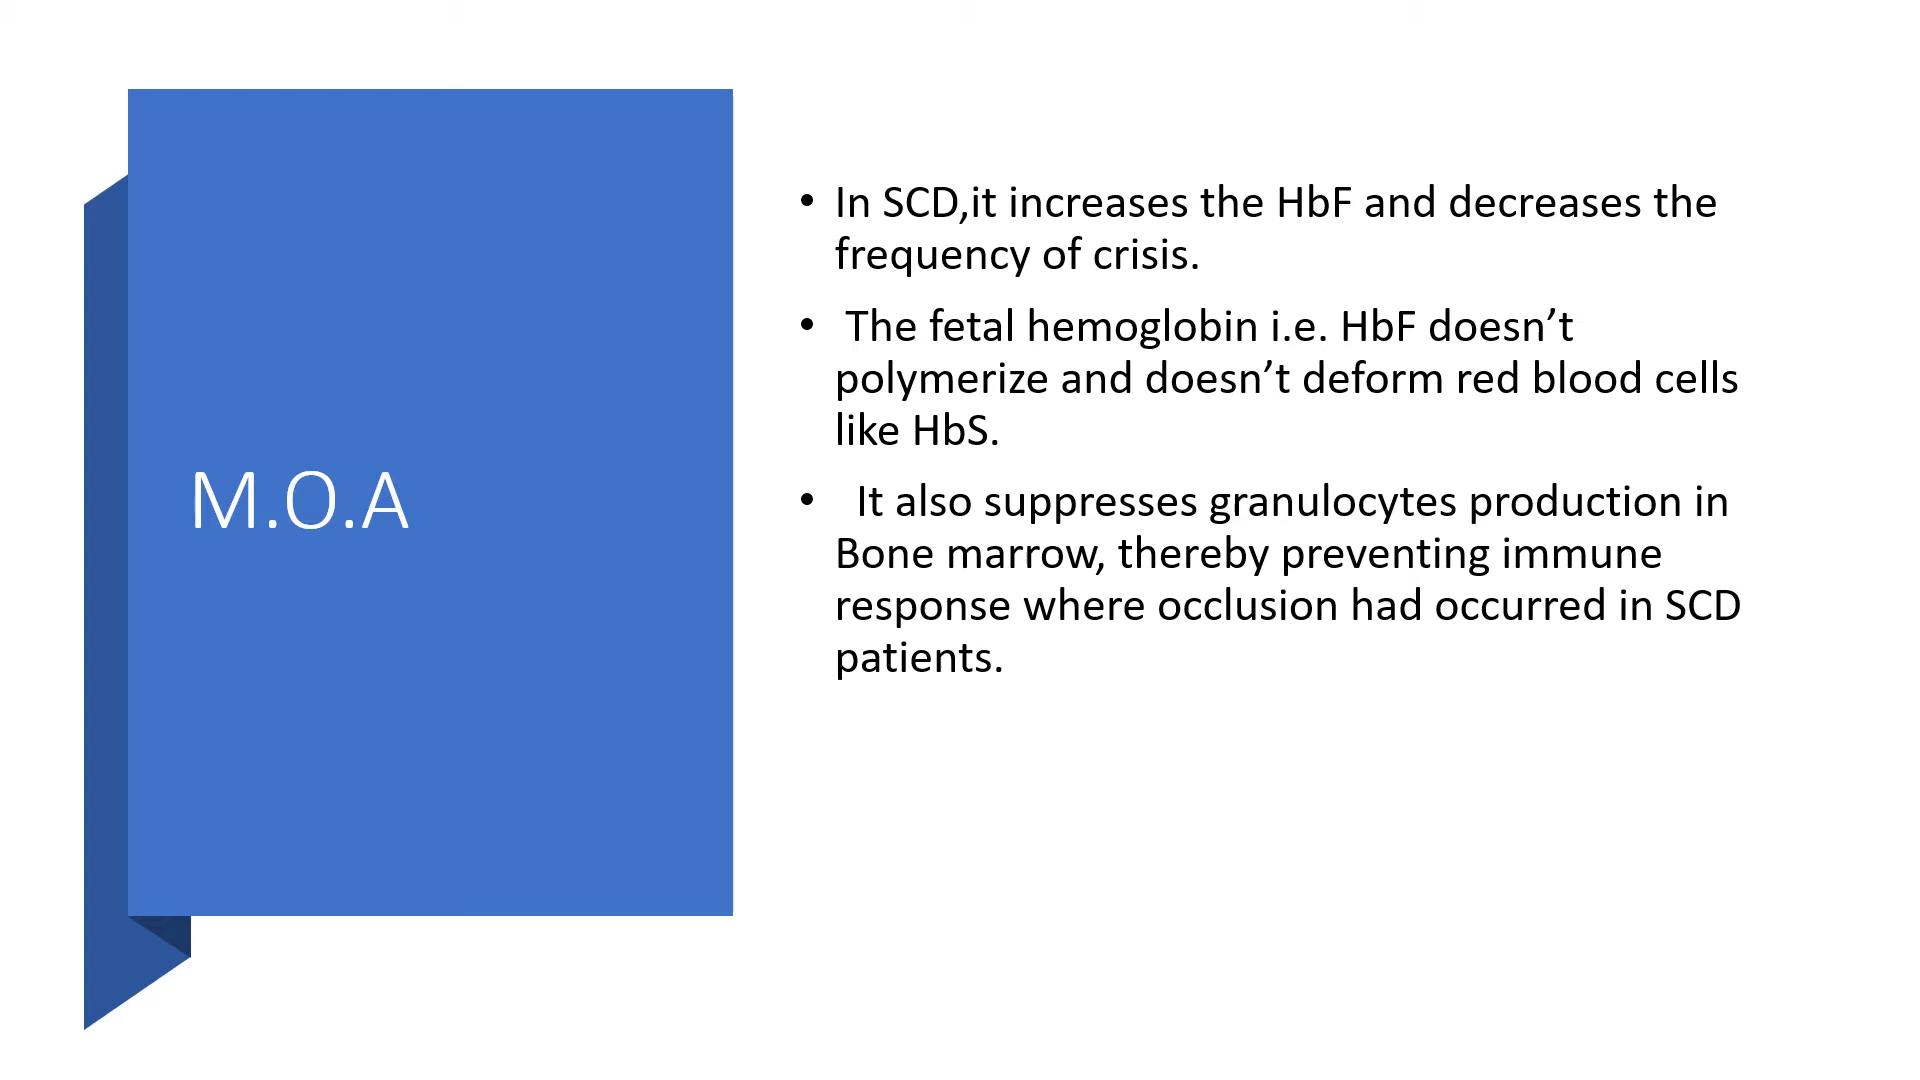 M.O.A
• In SCD,it increases the HbF and decreases the
frequency of crisis.
• The fetal hemoglobin i.e. HbF doesn’t
polymerize and doesn’t deform red blood cells
like HbS.
• It also suppresses granulocytes production in
Bone marrow, thereby preventing immune
response where occlusion had occurred in SCD
patients.